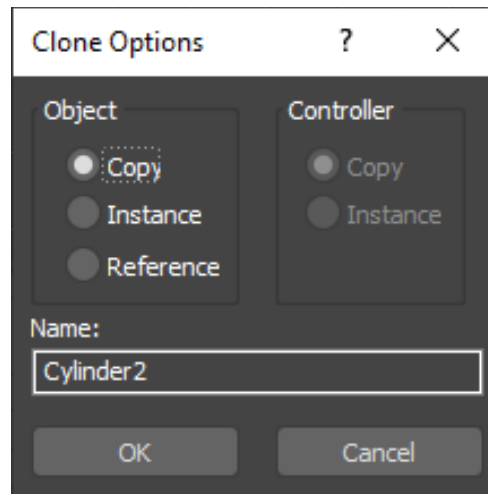 Clone Options ? ×
Object
Copy
Instance
Reference
Controller
Copy
Instance
Name:
Cylinder2
OK
Cancel